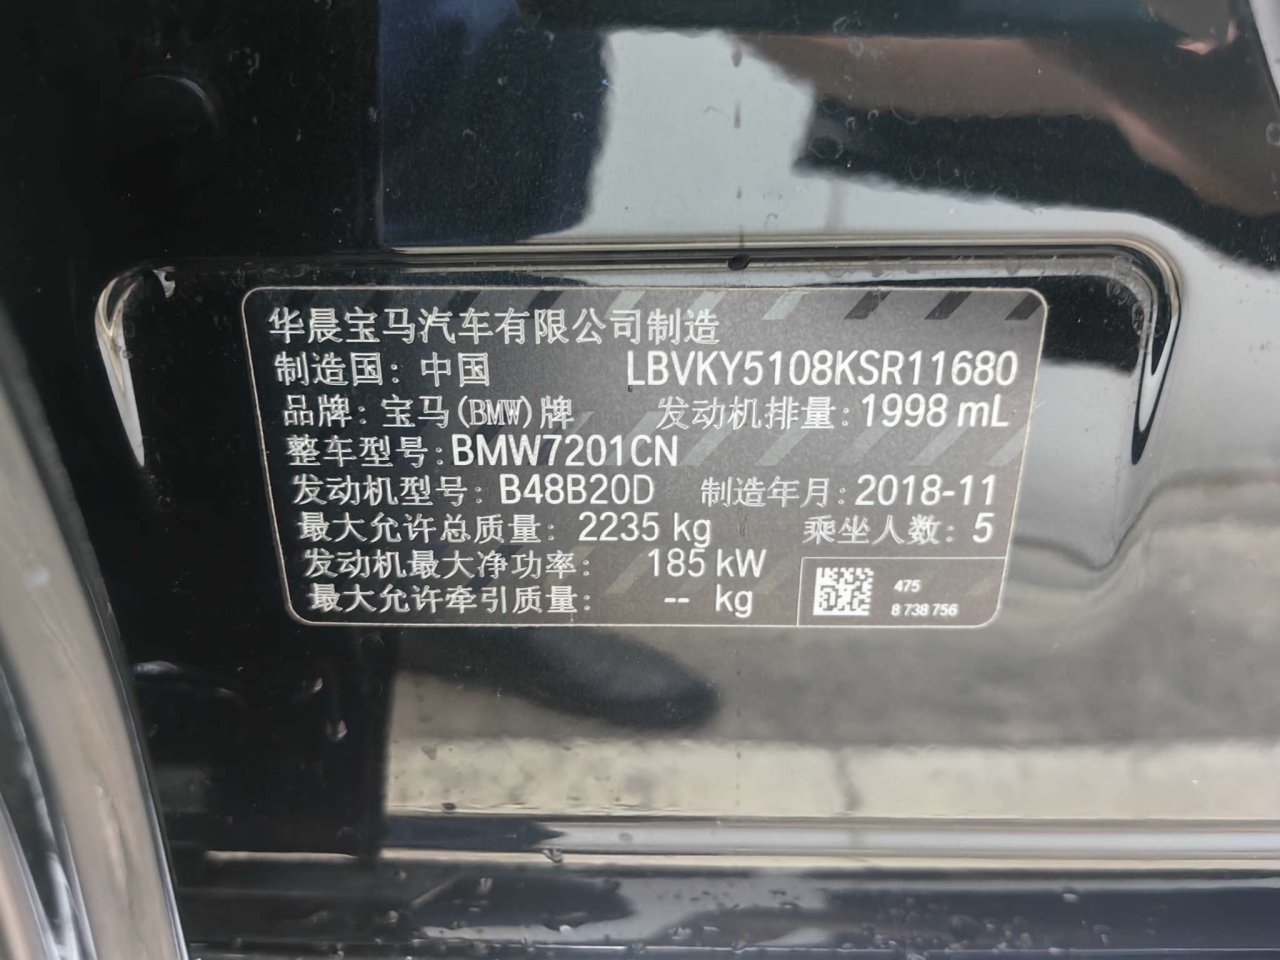 华晨宝马汽车有限公司制造
制造国: 中国 LBVKY5108KSR11680
品牌: 宝马(BMW)牌 发动机排量: 1998 mL
整车型号: BMW7201CN
发动机型号: B48B20D 制造年月: 2018-11
最大允许总质量: 2235 kg 乘坐人数: 5
发动机最大净功率: 185 kW
最大允许牵引质量: -- kg
475
8 738 756